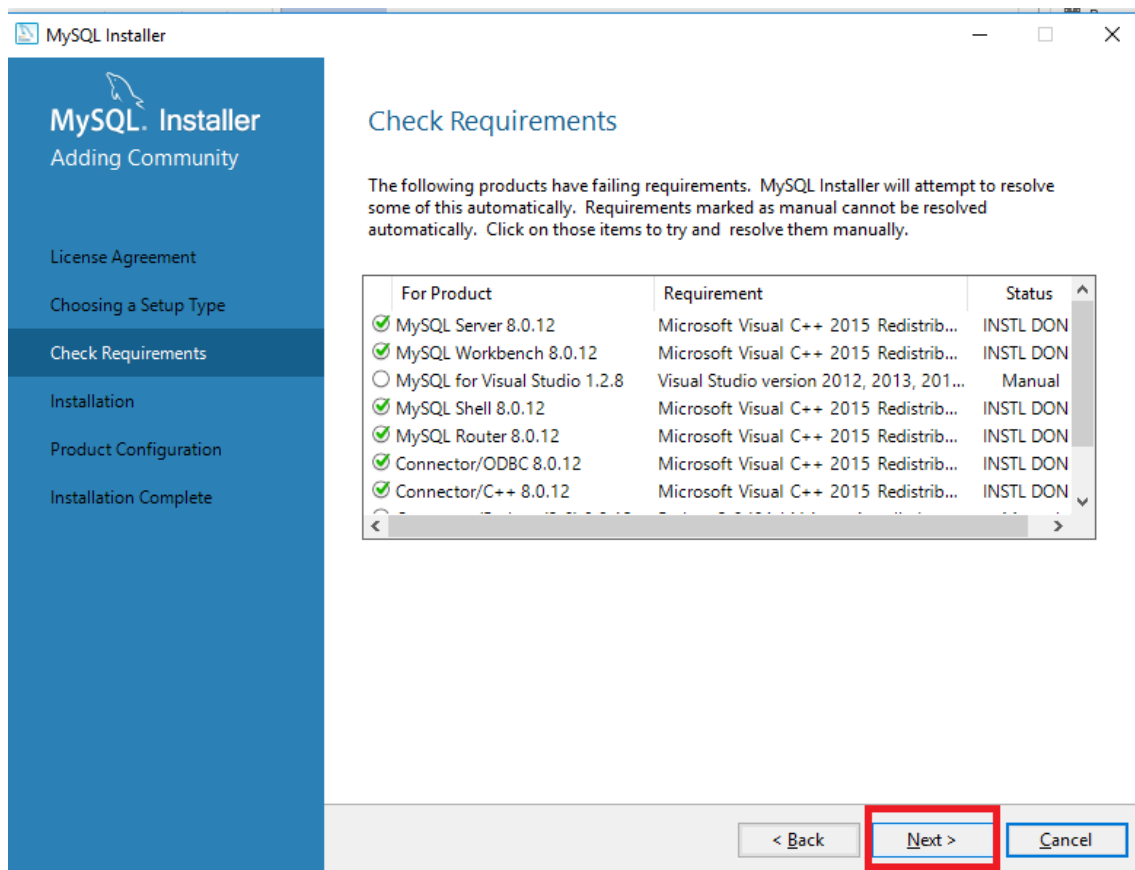 MySQL Installer
MySQL. Installer
Adding Community
License Agreement
Choosing a Setup Type
Check Requirements
Installation
Product Configuration
Installation Complete
Check Requirements
The following products have failing requirements. MySQL Installer will attempt to resolve
some of this automatically. Requirements marked as manual cannot be resolved
automatically. Click on those items to try and resolve them manually.
For Product Requirement Status
MySQL Server 8.0.12 Microsoft Visual C++ 2015 Redistrib... INSTL DON
MySQL Workbench 8.0.12 Microsoft Visual C++ 2015 Redistrib... INSTL DON
MySQL for Visual Studio 1.2.8 Visual Studio version 2012, 2013, 201... Manual
MySQL Shell 8.0.12 Microsoft Visual C++ 2015 Redistrib... INSTL DON
MySQL Router 8.0.12 Microsoft Visual C++ 2015 Redistrib... INSTL DON
Connector/ODBC 8.0.12 Microsoft Visual C++ 2015 Redistrib... INSTL DON
Connector/C++ 8.0.12 Microsoft Visual C++ 2015 Redistrib... INSTL DON
< Back Next > Cancel